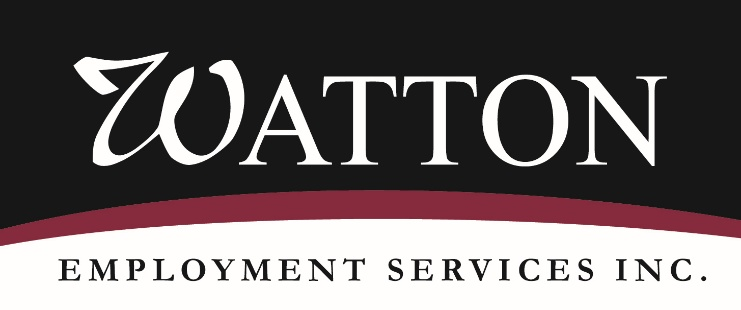 WATTON
EMPLOYMENT SERVICES INC.